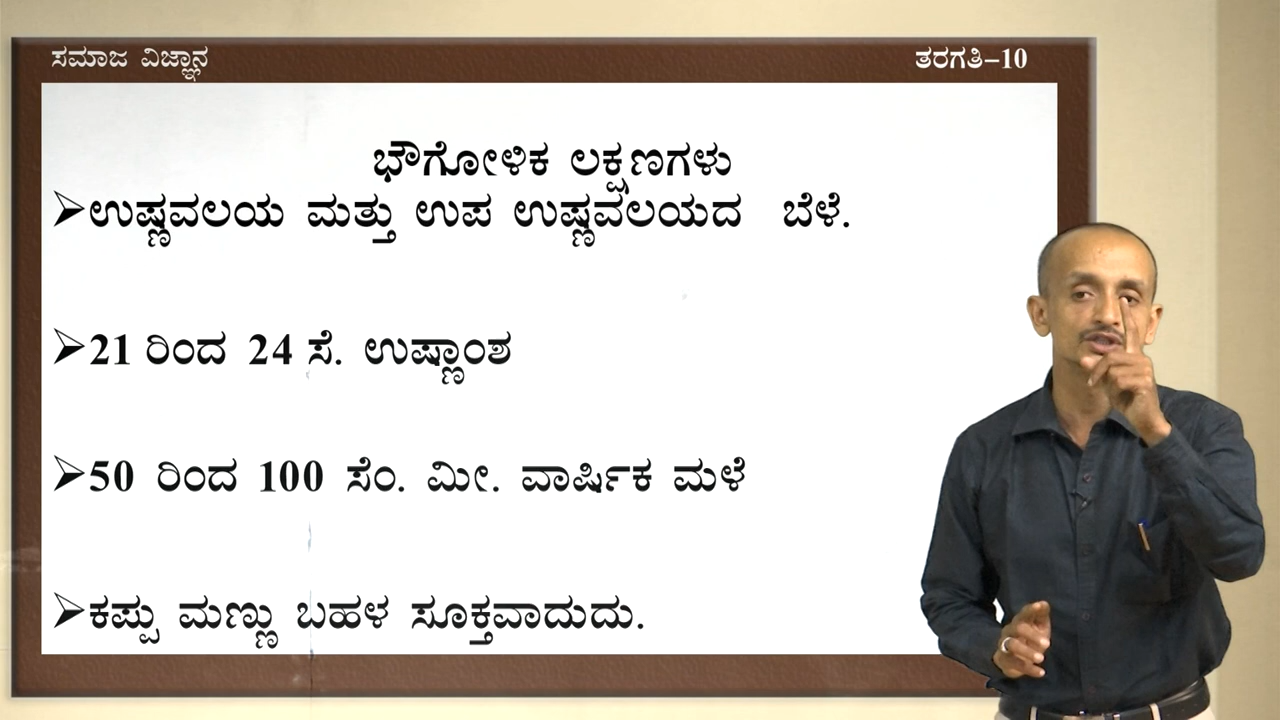 ಸಮಾಜ ವಿಜ್ಞಾನ
ತರಗತಿ-10
ಭೌಗೋಳಿಕ ಲಕ್ಷಣಗಳು
➢ಉಷ್ಣವಲಯ ಮತ್ತು ಉಪ ಉಷ್ಣವಲಯದ ಬೆಳೆ.
➢21 ರಿಂದ 24 ಸೆ. ಉಷ್ಣಾಂಶ
➢50 ರಿಂದ 100 ಸೆಂ. ಮೀ. ವಾರ್ಷಿಕ ಮಳೆ
➢ಕಪ್ಪು ಮಣ್ಣು ಬಹಳ ಸೂಕ್ತವಾದುದು.